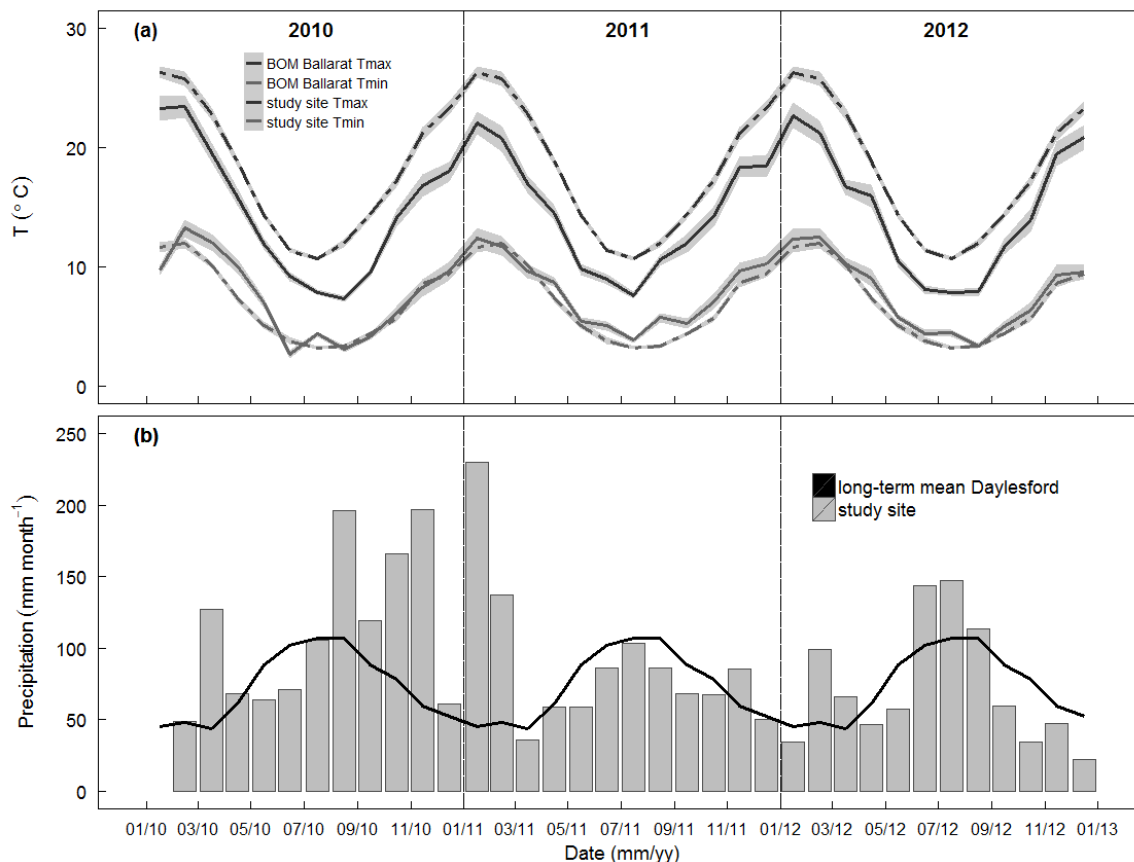 (a) 2010 2011 2012
BOM Ballarat Tmax
BOM Ballarat Tmin
study site Tmax
study site Tmin
30
20
10
0
T (° C)
(b)
long-term mean Daylesford
study site
250
200
150
100
50
0
Precipitation (mm month⁻¹)
01/10 03/10 05/10 07/10 09/10 11/10 01/11 03/11 05/11 07/11 09/11 11/11 01/12 03/12 05/12 07/12 09/12 11/12 01/13
Date (mm/yy)